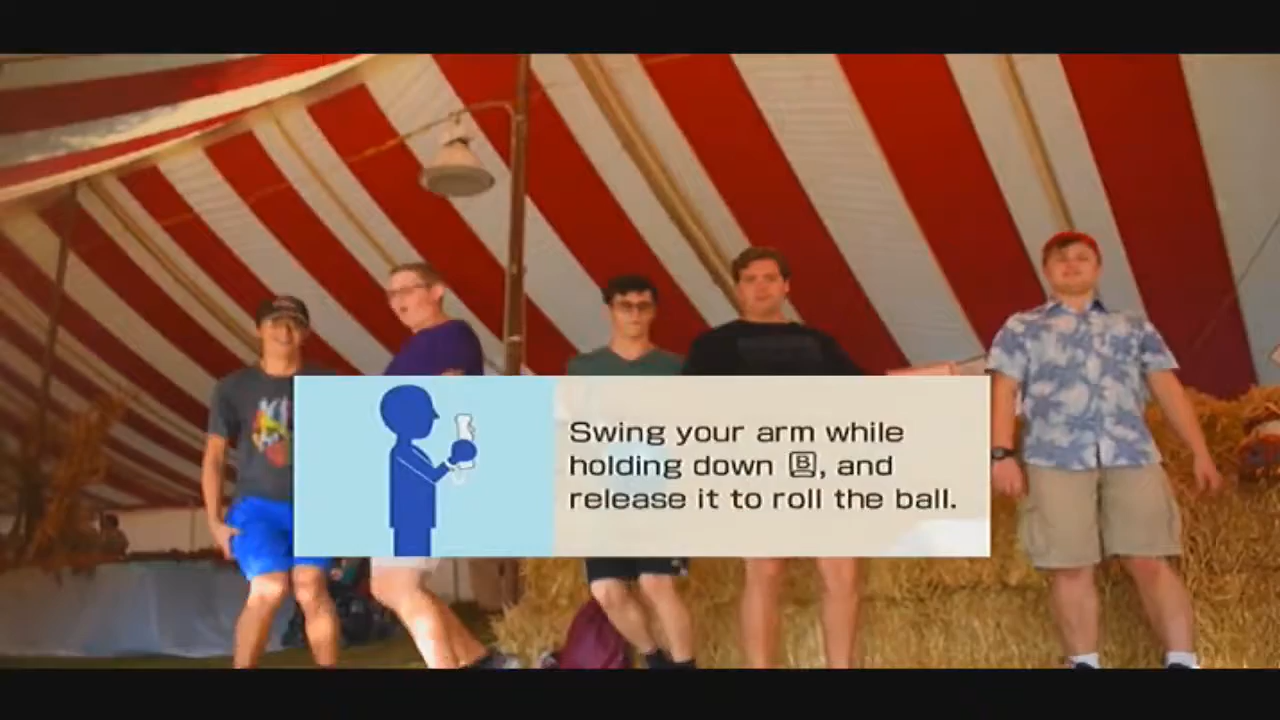 Swing your arm while
holding down B, and
release it to roll the ball.